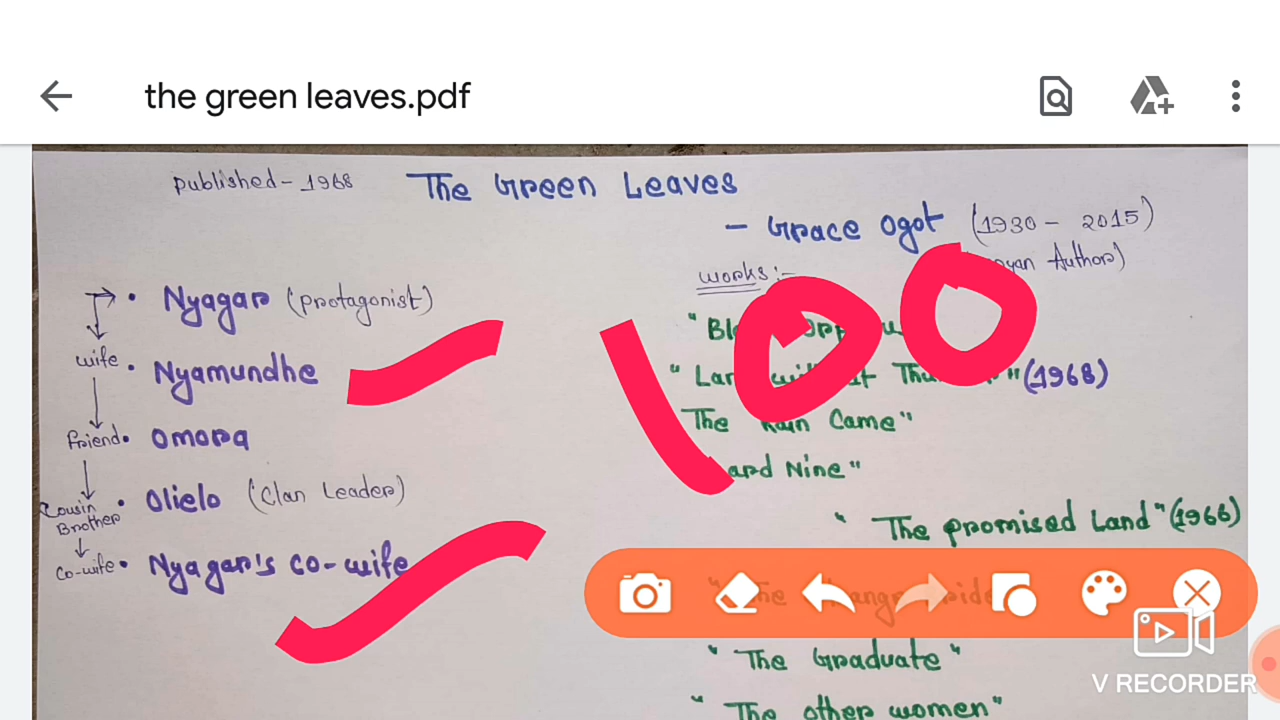 the green leaves.pdf
Published - 1968 The Green Leaves
- Grace Ogot (1930 - 2015)
Author)
works :-
• Nyagar (protagonist)
wife • Nyamundhe
Friend • Omora
Cousin Brother • Olielo (Clan Leader)
Co-wife • Nyagar's co-wife
(1968)
The Rain Came"
Nine"
" The promised Land" (1966)
" The Graduate "
" The other women"
V RECORDER